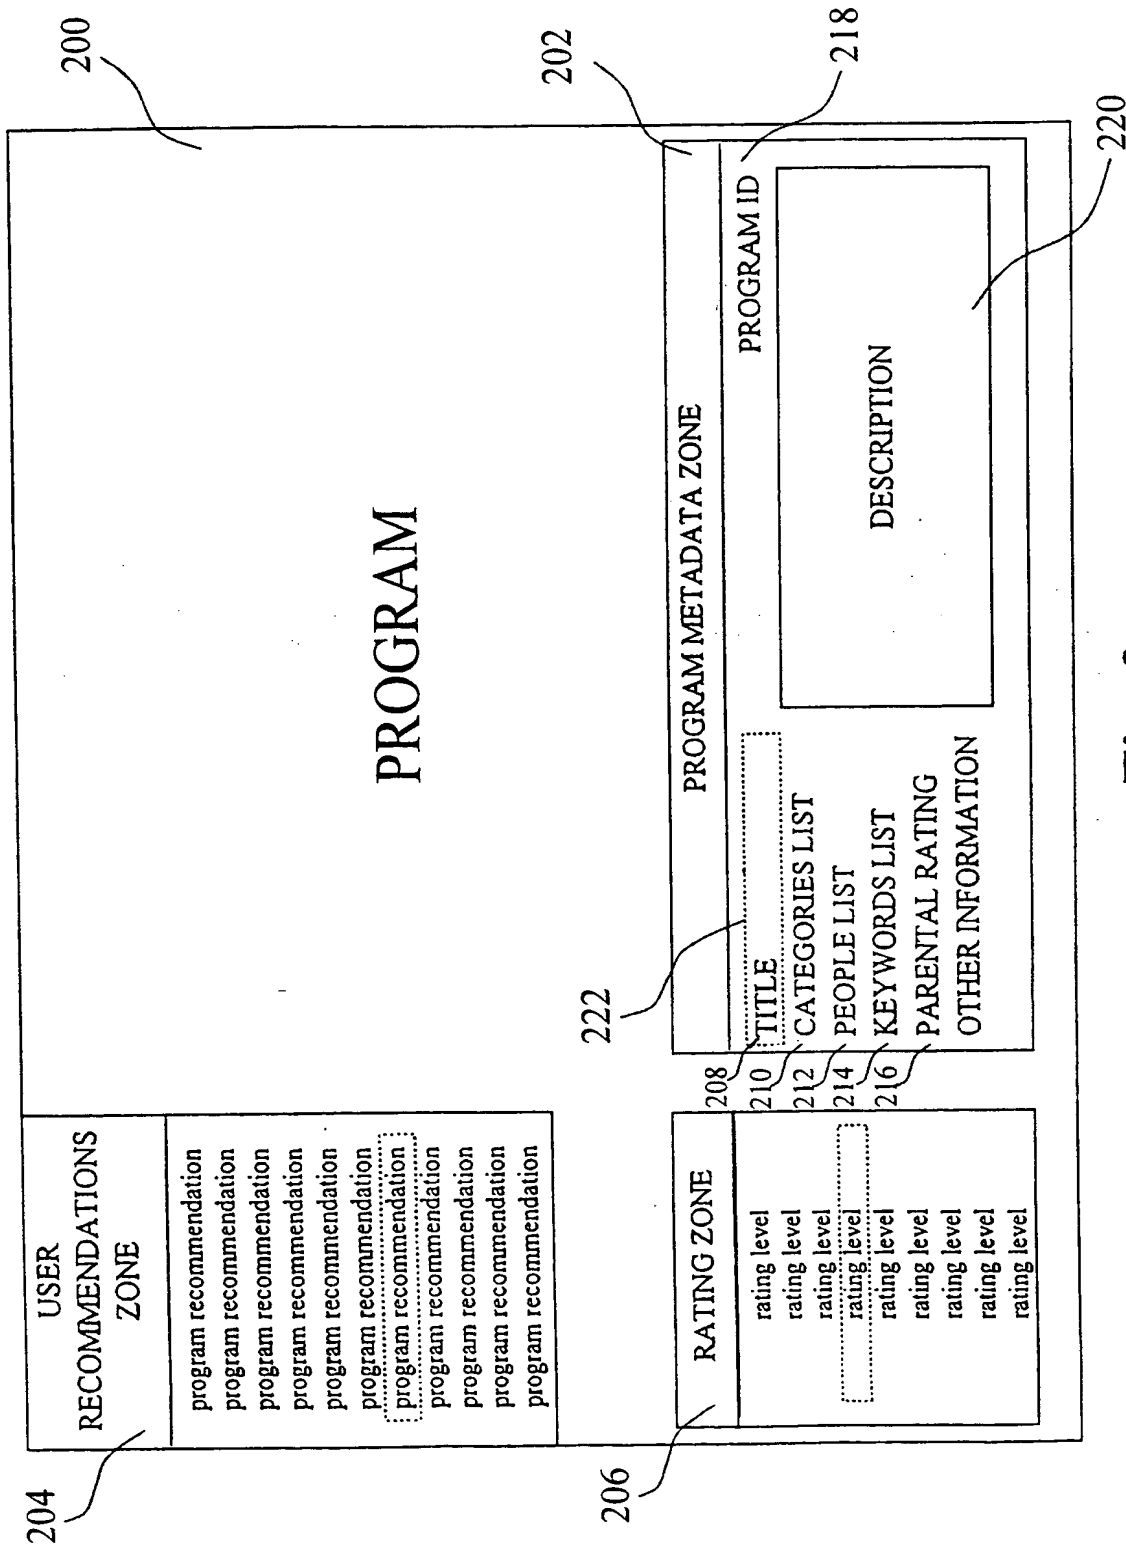 200
PROGRAM
204
USER
RECOMMENDATIONS
ZONE
program recommendation
program recommendation
program recommendation
program recommendation
program recommendation
program recommendation
program recommendation
program recommendation
program recommendation
program recommendation
program recommendation
206
RATING ZONE
rating level
rating level
rating level
rating level
rating level
rating level
rating level
rating level
rating level
202
PROGRAM METADATA ZONE
222
208
TITLE
210
CATEGORIES LIST
212
PEOPLE LIST
214
KEYWORDS LIST
216
PARENTAL RATING
OTHER INFORMATION
PROGRAM ID
218
DESCRIPTION
220